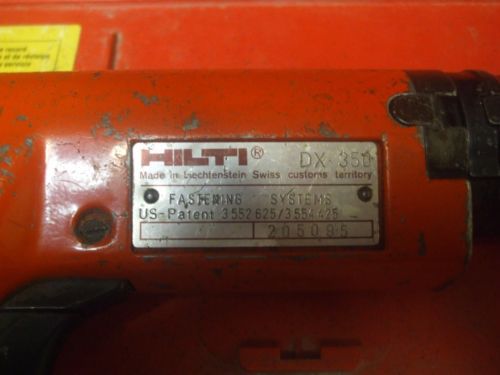 HILTI® DX 350
Made in Liechtenstein Swiss customs territory
FASTENING SYSTEMS
US-Patent 3552625/3554425
205095